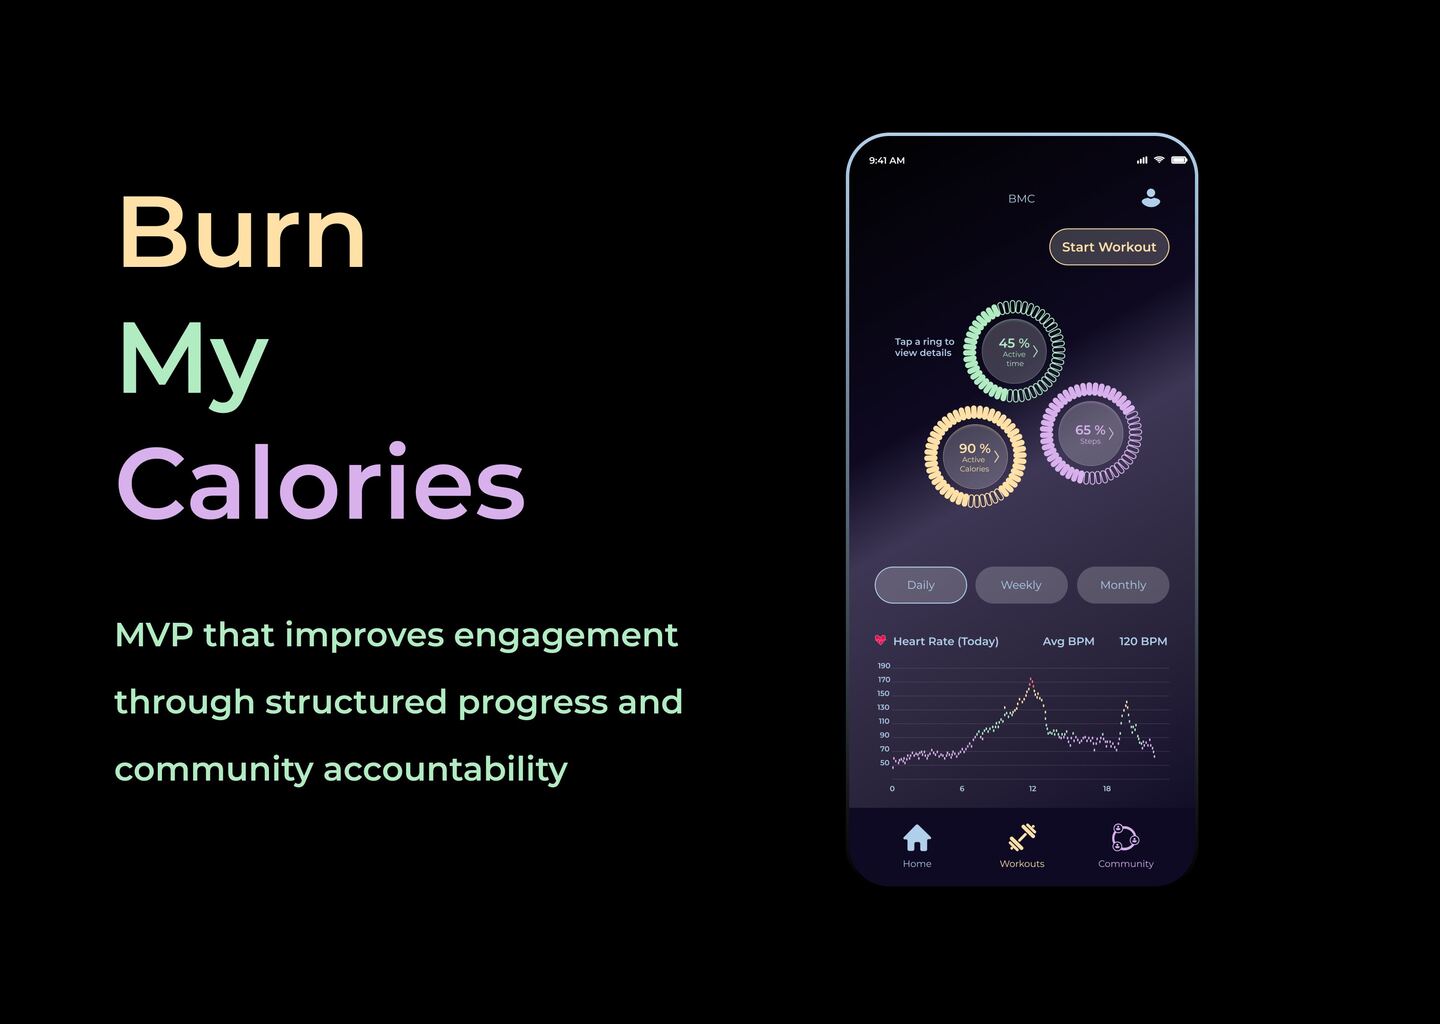 Burn
My
Calories
MVP that improves engagement
through structured progress and
community accountability
9:41 AM
BMC
Start Workout
Tap a ring to
view details
45 %
Active
time
65 %
Steps
90 %
Active
Calories
Daily
Weekly
Monthly
Heart Rate (Today)
Avg BPM
120 BPM
190
170
150
130
110
90
70
50
0
6
12
18
Home
Workouts
Community